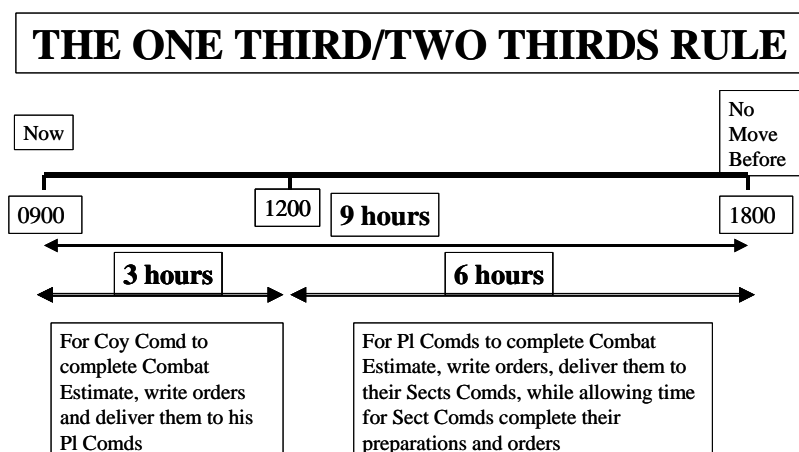 THE ONE THIRD/TWO THIRDS RULE
Now
No
Move
Before
0900
1200
9 hours
1800
3 hours
6 hours
For Coy Comd to
complete Combat
Estimate, write orders
and deliver them to his
Pl Comds
For Pl Comds to complete Combat
Estimate, write orders, deliver them to
their Sects Comds, while allowing time
for Sect Comds complete their
preparations and orders